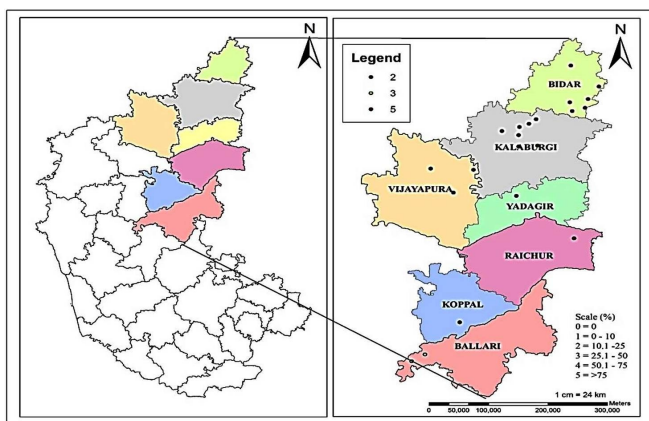 N
N
Legend
2
3
5
BIDAR
KALABURGI
VIJAYAPURA
YADAGIR
RAICHUR
KOPPAL
BALLARI
Scale (%)
0 = 0
1 = 0 - 10
2 = 10.1 -25
3 = 25.1 - 50
4 = 50.1 - 75
5 = >75
1 cm = 24 km
Meters
0 50,000 100,000 200,000 300,000